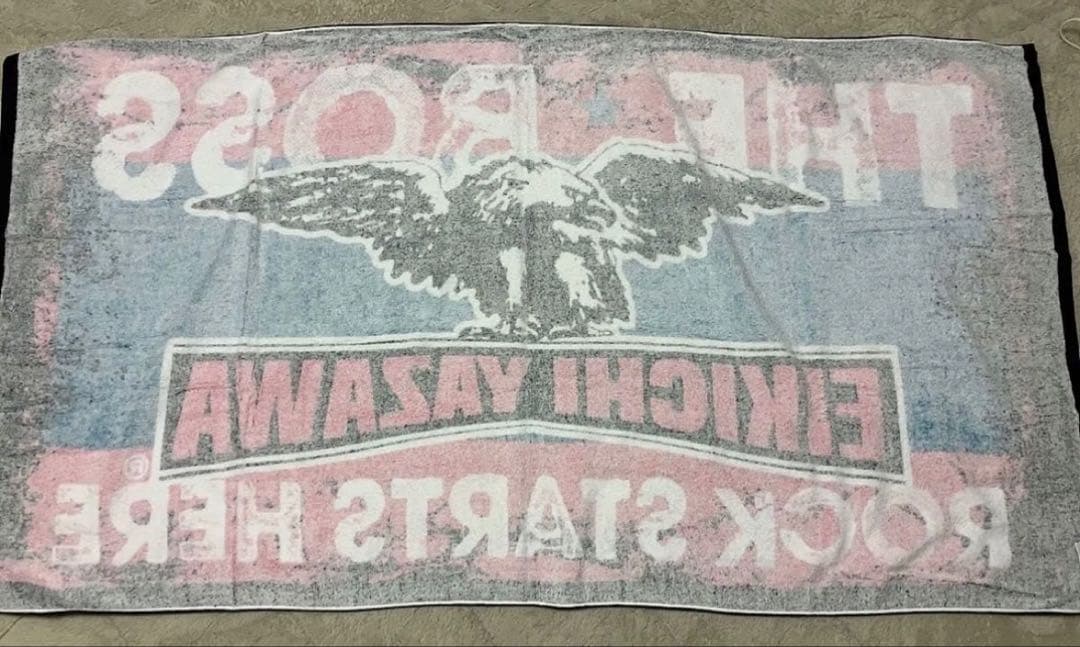 THE★BOSS
EIKICHI YAZAWA
®
ROCK STARTS HERE